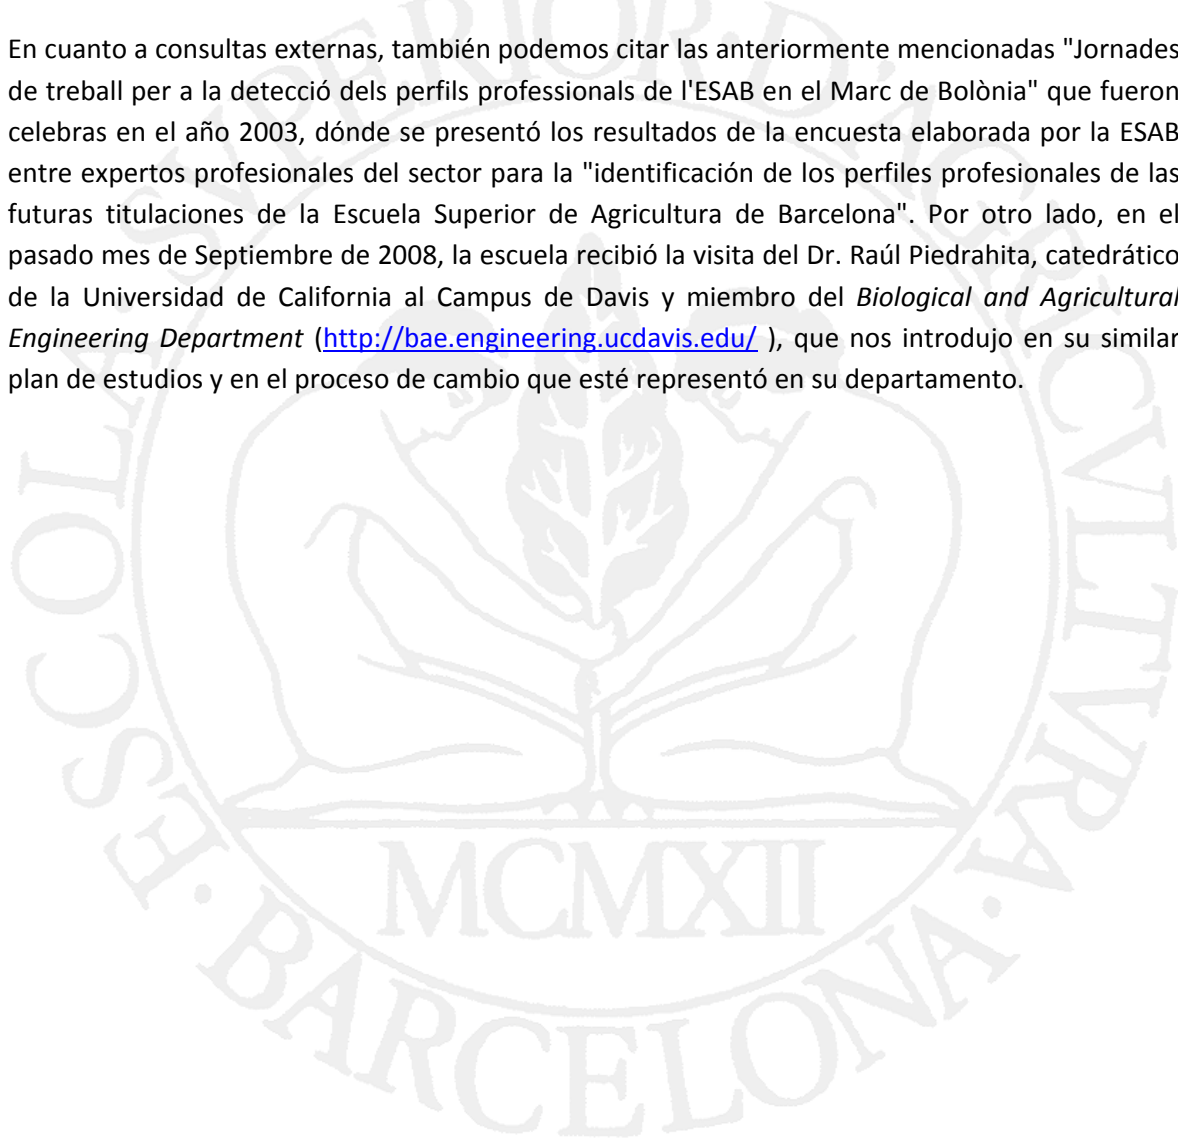 En cuanto a consultas externas, también podemos citar las anteriormente mencionadas "Jornades
de treball per a la detecció dels perfils professionals de l'ESAB en el Marc de Bolònia" que fueron
celebras en el año 2003, dónde se presentó los resultados de la encuesta elaborada por la ESAB
entre expertos profesionales del sector para la "identificación de los perfiles profesionales de las
futuras titulaciones de la Escuela Superior de Agricultura de Barcelona". Por otro lado, en el
pasado mes de Septiembre de 2008, la escuela recibió la visita del Dr. Raúl Piedrahita, catedrático
de la Universidad de California al Campus de Davis y miembro del Biological and Agricultural
Engineering Department (http://bae.engineering.ucdavis.edu/ ), que nos introdujo en su similar
plan de estudios y en el proceso de cambio que esté representó en su departamento.
ESCOLA · SVPERIOR · D'AGRICVLTVRA ·
MCMXII
· BARCELONA ·